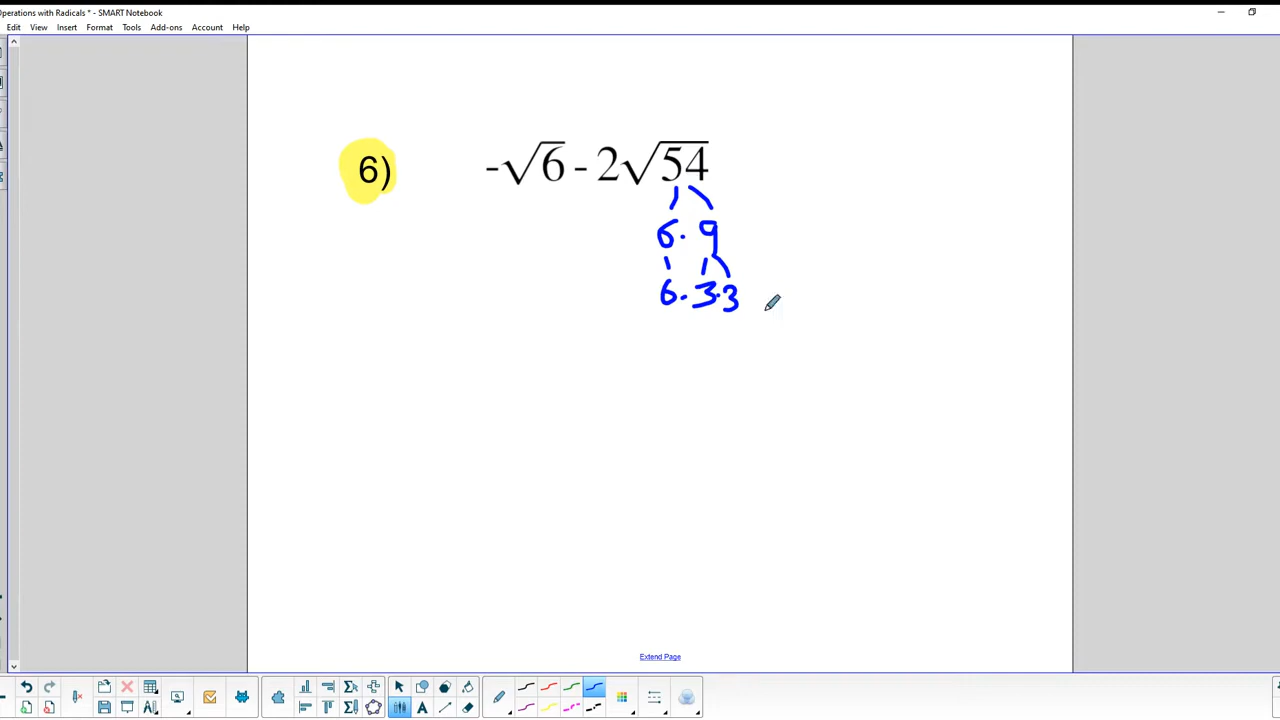 Operations with Radicals * - SMART Notebook
Edit View Insert Format Tools Add-ons Account Help
6) -√6 - 2√54
6 · 9
6 · 3 · 3
Extend Page